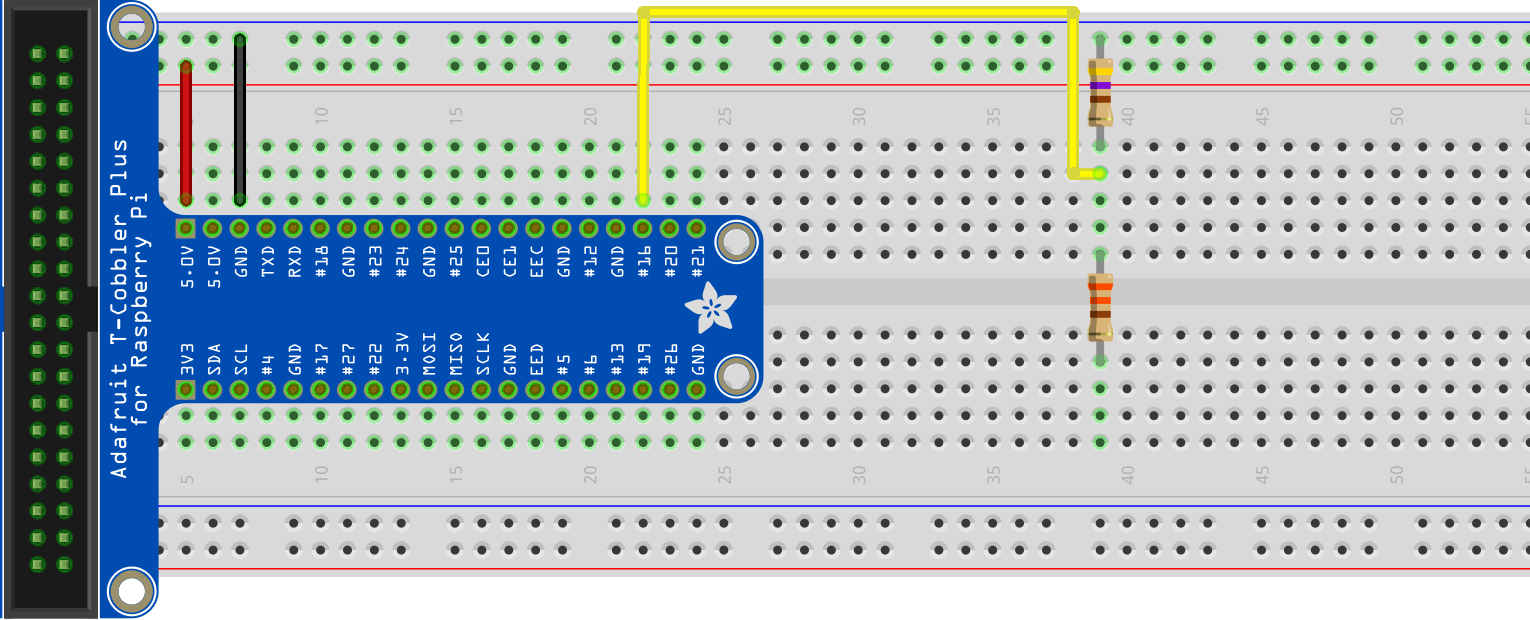 Adafruit T-Cobbler Plus
for Raspberry Pi
10 15 20 25 30 35 40 45 50 55
5.0V 5.0V GND TXD RXD #18 GND #23 #24 GND #25 CE0 CE1 EEC GND #12 GND #16 #20 #21
3V3 SDA SCL #4 GND #17 #27 #22 3.3V MOSI MISO SCLK GND EED #5 #6 #13 #19 #26 GND
5 10 15 20 25 30 35 40 45 50 55